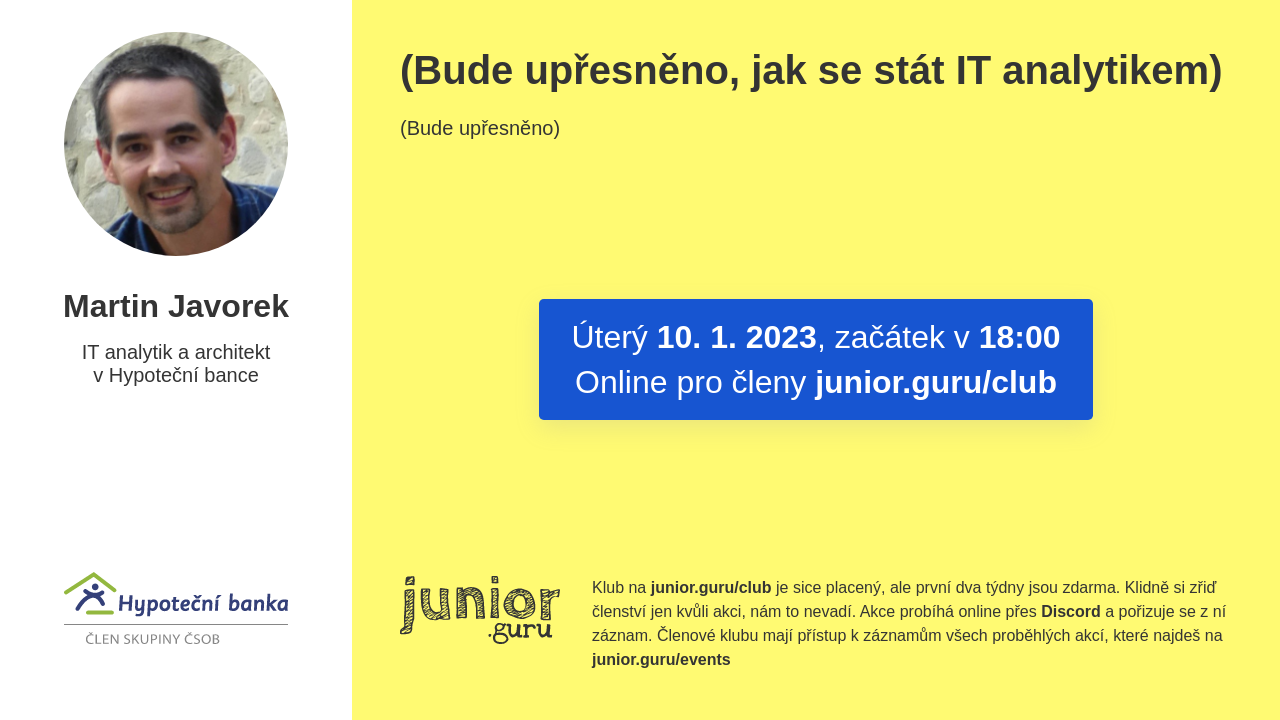 (Bude upřesněno, jak se stát IT analytikem)
(Bude upřesněno)
Martin Javorek
IT analytik a architekt
v Hypoteční bance
Úterý 10. 1. 2023, začátek v 18:00
Online pro členy junior.guru/club
Hypoteční banka
ČLEN SKUPINY ČSOB
junior
.guru
Klub na junior.guru/club je sice placený, ale první dva týdny jsou zdarma. Klidně si zřiď
členství jen kvůli akci, nám to nevadí. Akce probíhá online přes Discord a pořizuje se z ní
záznam. Členové klubu mají přístup k záznamům všech proběhlých akcí, které najdeš na
junior.guru/events